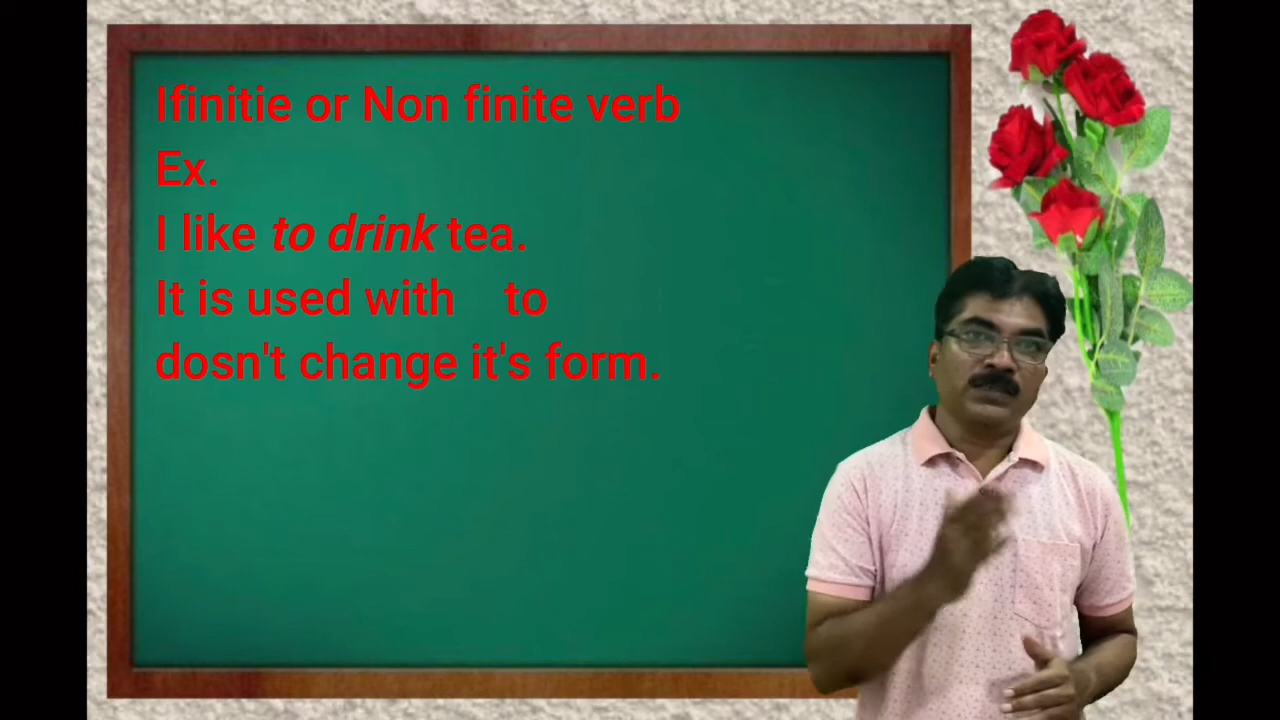 Ifinitie or Non finite verb
Ex.
I like to drink tea.
It is used with to
dosn't change it's form.